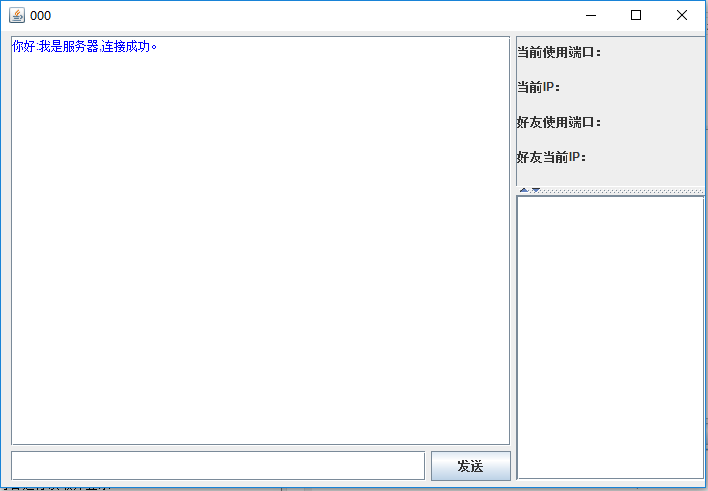 000
你好:我是服务器,连接成功。
当前使用端口：
当前IP：
好友使用端口：
好友当前IP：
发送